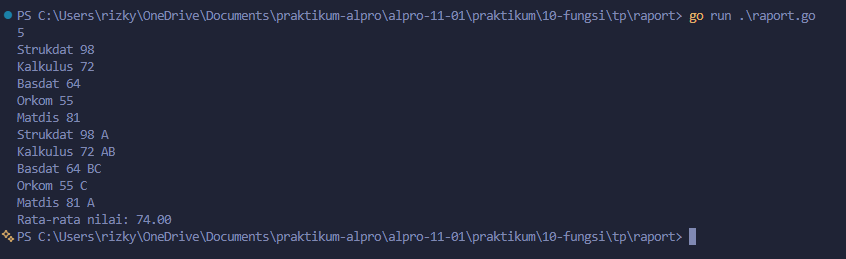 PS C:\Users\rizky\OneDrive\Documents\praktikum-alpro\alpro-11-01\praktikum\10-fungsi\tp\raport> go run .\raport.go
5
Strukdat 98
Kalkulus 72
Basdat 64
Orkom 55
Matdis 81
Strukdat 98 A
Kalkulus 72 AB
Basdat 64 BC
Orkom 55 C
Matdis 81 A
Rata-rata nilai: 74.00
PS C:\Users\rizky\OneDrive\Documents\praktikum-alpro\alpro-11-01\praktikum\10-fungsi\tp\raport>